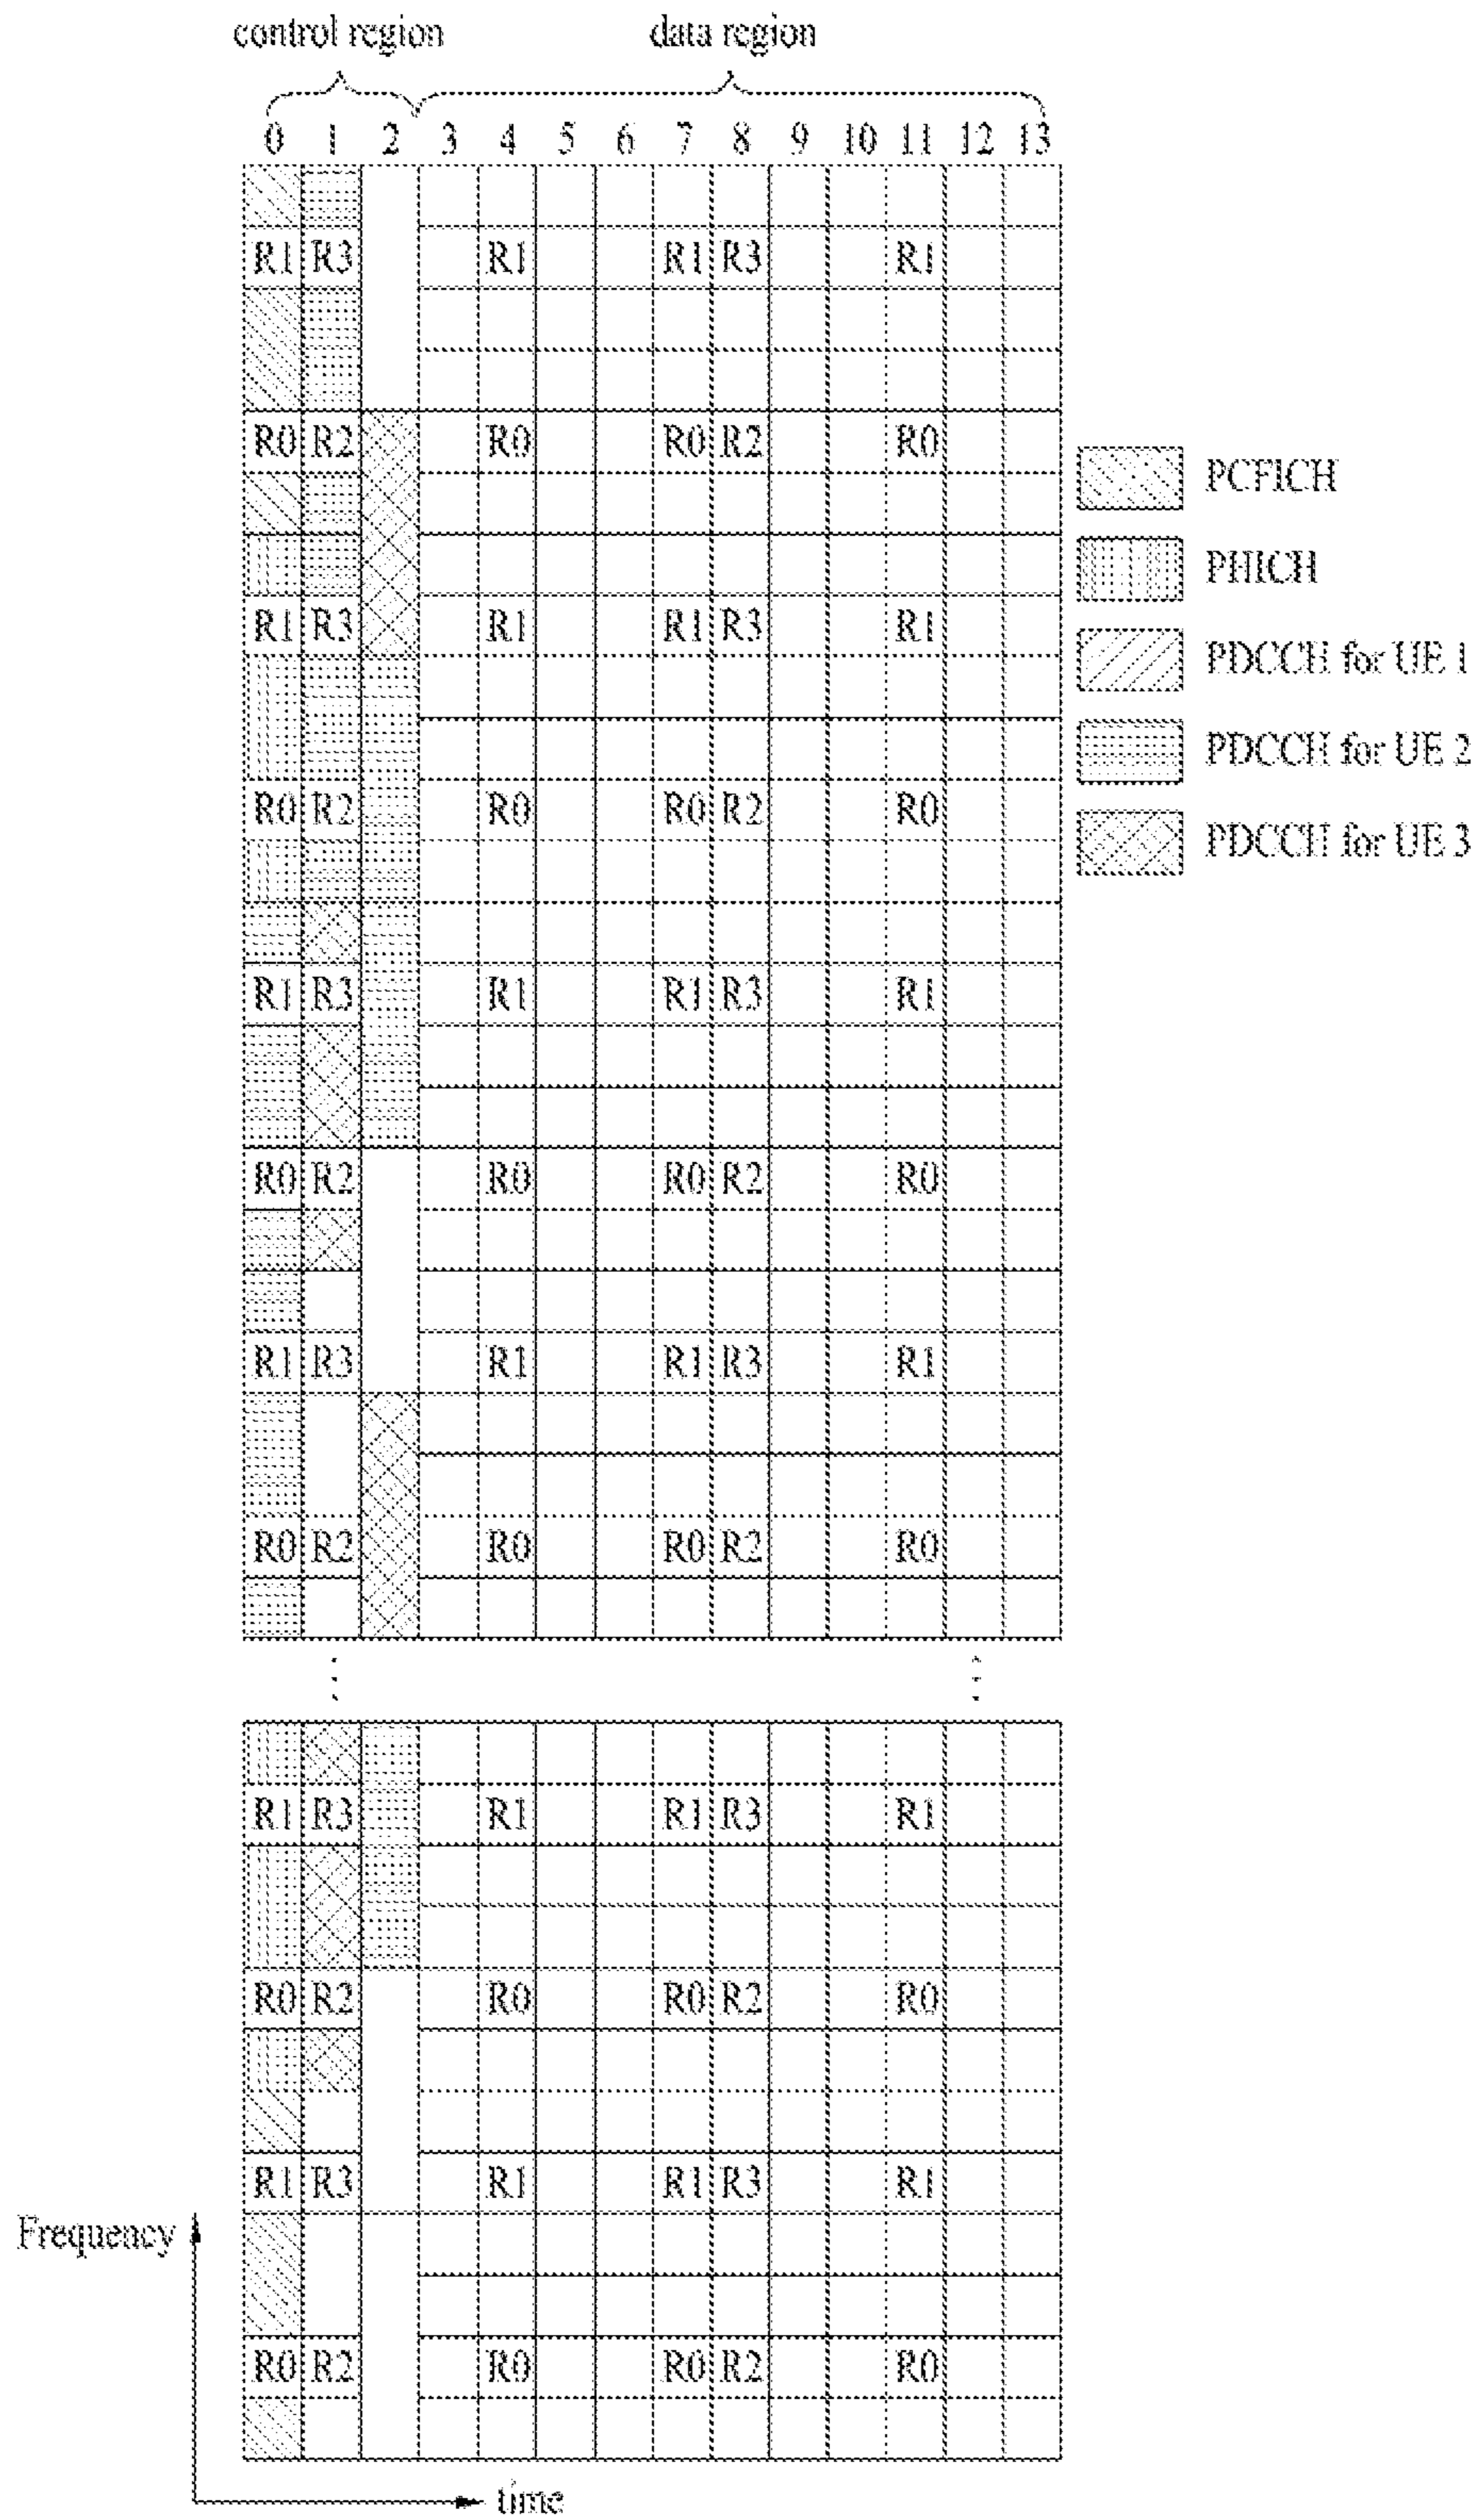 control region data region
0 1 2 3 4 5 6 7 8 9 10 11 12 13
R1 R3 R1 R1 R3 R1
R0 R2 R0 R0 R2 R0
PCFICH
PHICH
R1 R3 R1 R1 R3 R1
PDCCH for UE 1
PDCCH for UE 2
R0 R2 R0 R0 R2 R0
PDCCH for UE 3
R1 R3 R1 R1 R3 R1
R0 R2 R0 R0 R2 R0
R1 R3 R1 R1 R3 R1
R0 R2 R0 R0 R2 R0
R1 R3 R1 R1 R3 R1
R0 R2 R0 R0 R2 R0
R1 R3 R1 R1 R3 R1
Frequency
R0 R2 R0 R0 R2 R0
time